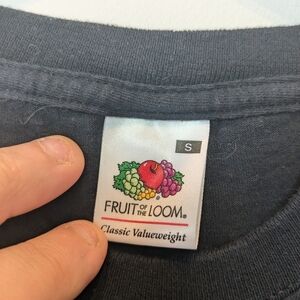 S
FRUIT OF THE LOOM®
Classic Valueweight